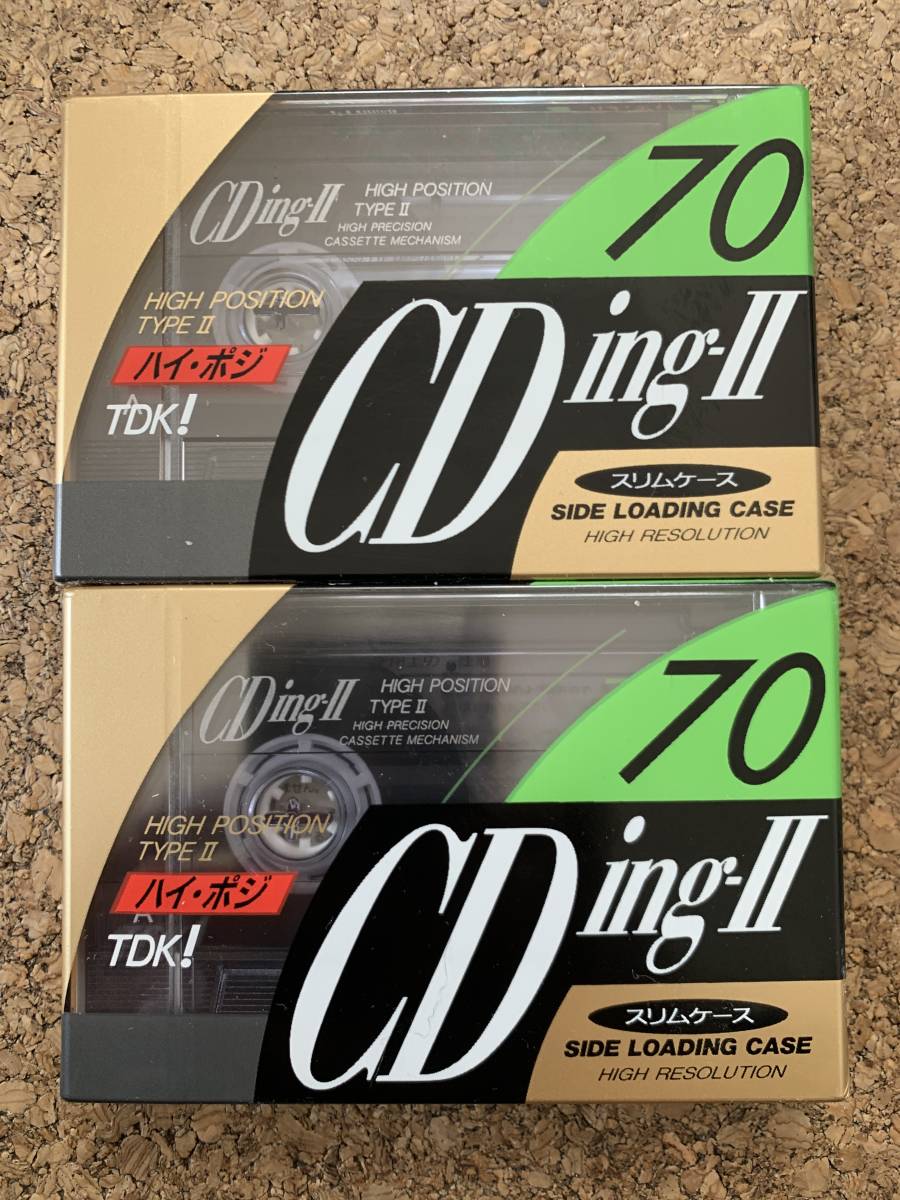 70
CDing-II
HIGH POSITION
TYPE II
HIGH PRECISION
CASSETTE MECHANISM
HIGH POSITION
TYPE II
ハイ・ポジ
A
TDK!
CDing-II
スリムケース
SIDE LOADING CASE
HIGH RESOLUTION
70
CDing-II
HIGH POSITION
TYPE II
HIGH PRECISION
CASSETTE MECHANISM
HIGH POSITION
TYPE II
ハイ・ポジ
A
TDK!
CDing-II
スリムケース
SIDE LOADING CASE
HIGH RESOLUTION